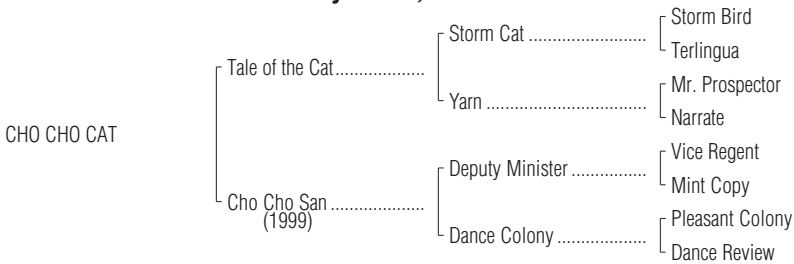 Storm Bird
Storm Cat ..........................
Terlingua
Tale of the Cat....................
Mr. Prospector
Yarn ...................................
Narrate
CHO CHO CAT
Vice Regent
Deputy Minister ................
Mint Copy
Cho Cho San .....................
(1999)
Pleasant Colony
Dance Colony ...................
Dance Review